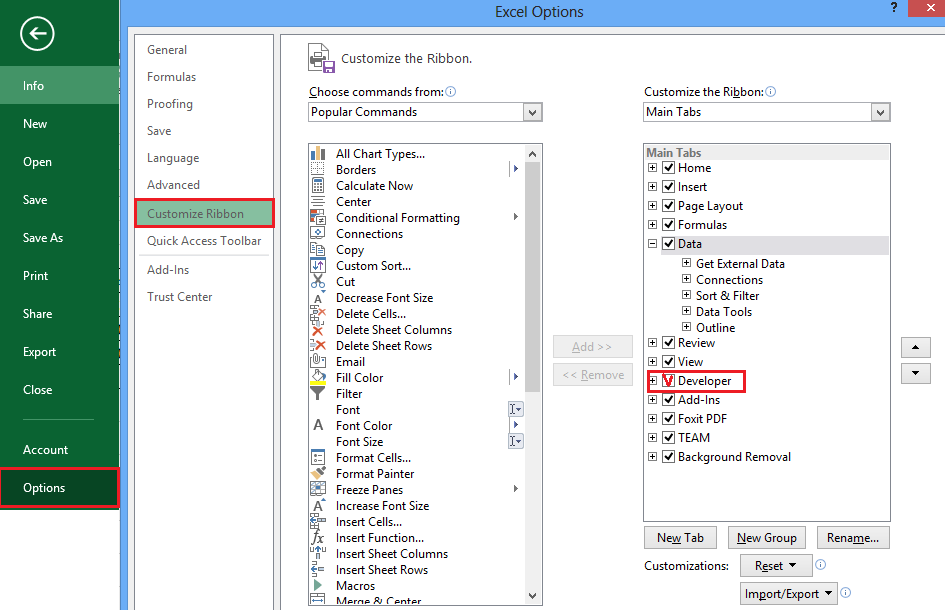 Excel Options
?
Info
New
Open
Save
Save As
Print
Share
Export
Close
Account
Options
General
Formulas
Proofing
Save
Language
Advanced
Customize Ribbon
Quick Access Toolbar
Add-Ins
Trust Center
Customize the Ribbon.
Choose commands from:
Popular Commands
All Chart Types...
Borders
Calculate Now
Center
Conditional Formatting
Connections
Copy
Custom Sort...
Cut
Decrease Font Size
Delete Cells...
Delete Sheet Columns
Delete Sheet Rows
Email
Fill Color
Filter
Font
Font Color
Font Size
Format Cells...
Format Painter
Freeze Panes
Increase Font Size
Insert Cells...
Insert Function...
Insert Sheet Columns
Insert Sheet Rows
Macros
Merge & Center
Add >>
<< Remove
Customize the Ribbon:
Main Tabs
Main Tabs
Home
Insert
Page Layout
Formulas
Data
Get External Data
Connections
Sort & Filter
Data Tools
Outline
Review
View
Developer
Add-Ins
Foxit PDF
TEAM
Background Removal
New Tab
New Group
Rename...
Customizations:
Reset
Import/Export